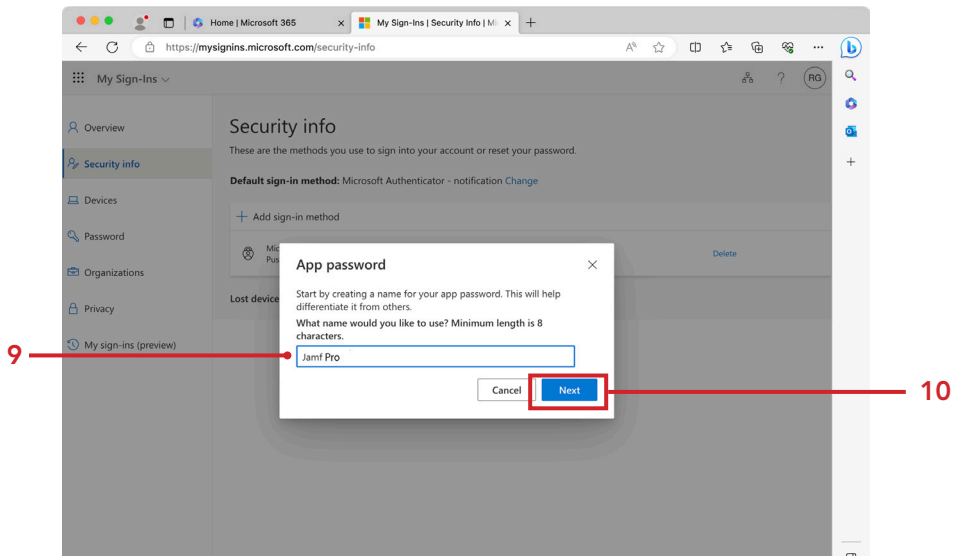 Home | Microsoft 365
My Sign-Ins | Security Info | Mi
https://mysignins.microsoft.com/security-info
My Sign-Ins
RG
Overview
Security info
Devices
Password
Organizations
Privacy
My sign-ins (preview)
Security info
These are the methods you use to sign into your account or reset your password.
Default sign-in method: Microsoft Authenticator - notification Change
Add sign-in method
Mic
Pus
Delete
Lost device
App password
Start by creating a name for your app password. This will help
differentiate it from others.
What name would you like to use? Minimum length is 8
characters.
Jamf Pro
Cancel
Next
9
10